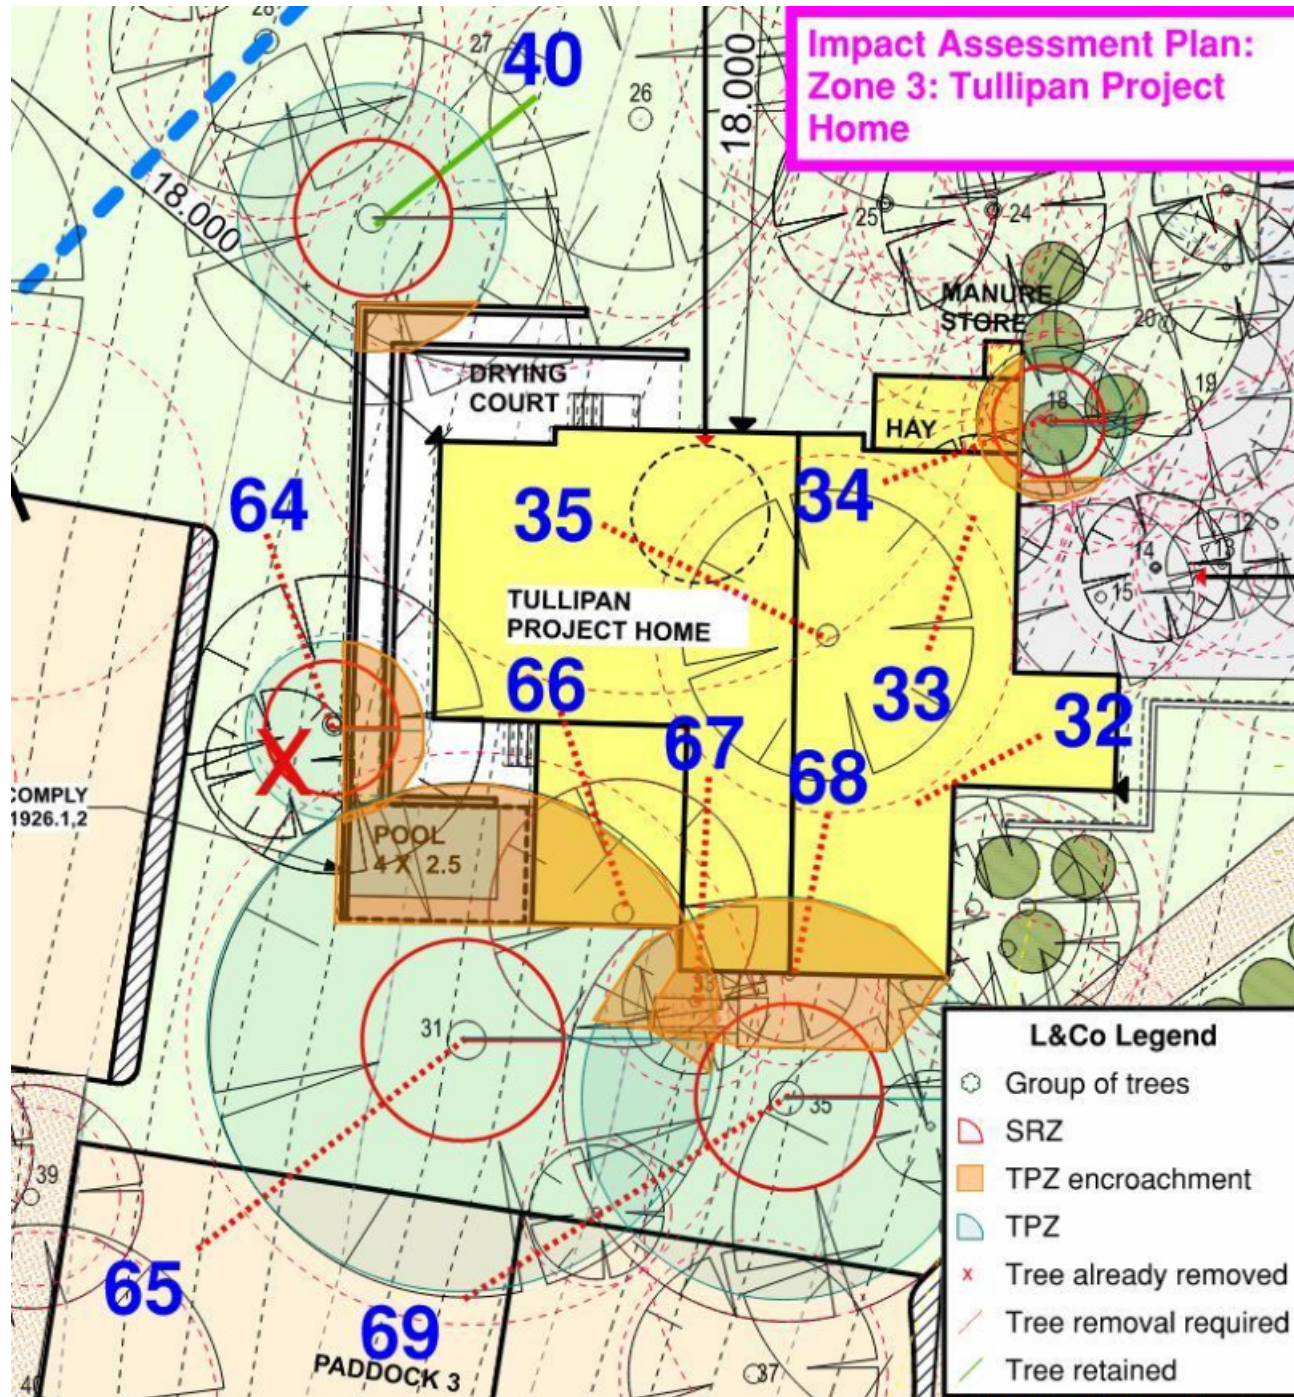 Impact Assessment Plan:
Zone 3: Tullipan Project
Home
28
27
40
26
18.000
18.000
25
24
MANURE
STORE
20
19
18
DRYING
COURT
HAY
64
35
34
12
13
14
15
TULLIPAN
PROJECT HOME
66
67
33
32
68
X
COMPLY
1926.1,2
POOL
4 X 2.5
33
31
35
39
65
69
PADDOCK 3
37
40
L&Co Legend
Group of trees
SRZ
TPZ encroachment
TPZ
x Tree already removed
Tree removal required
Tree retained